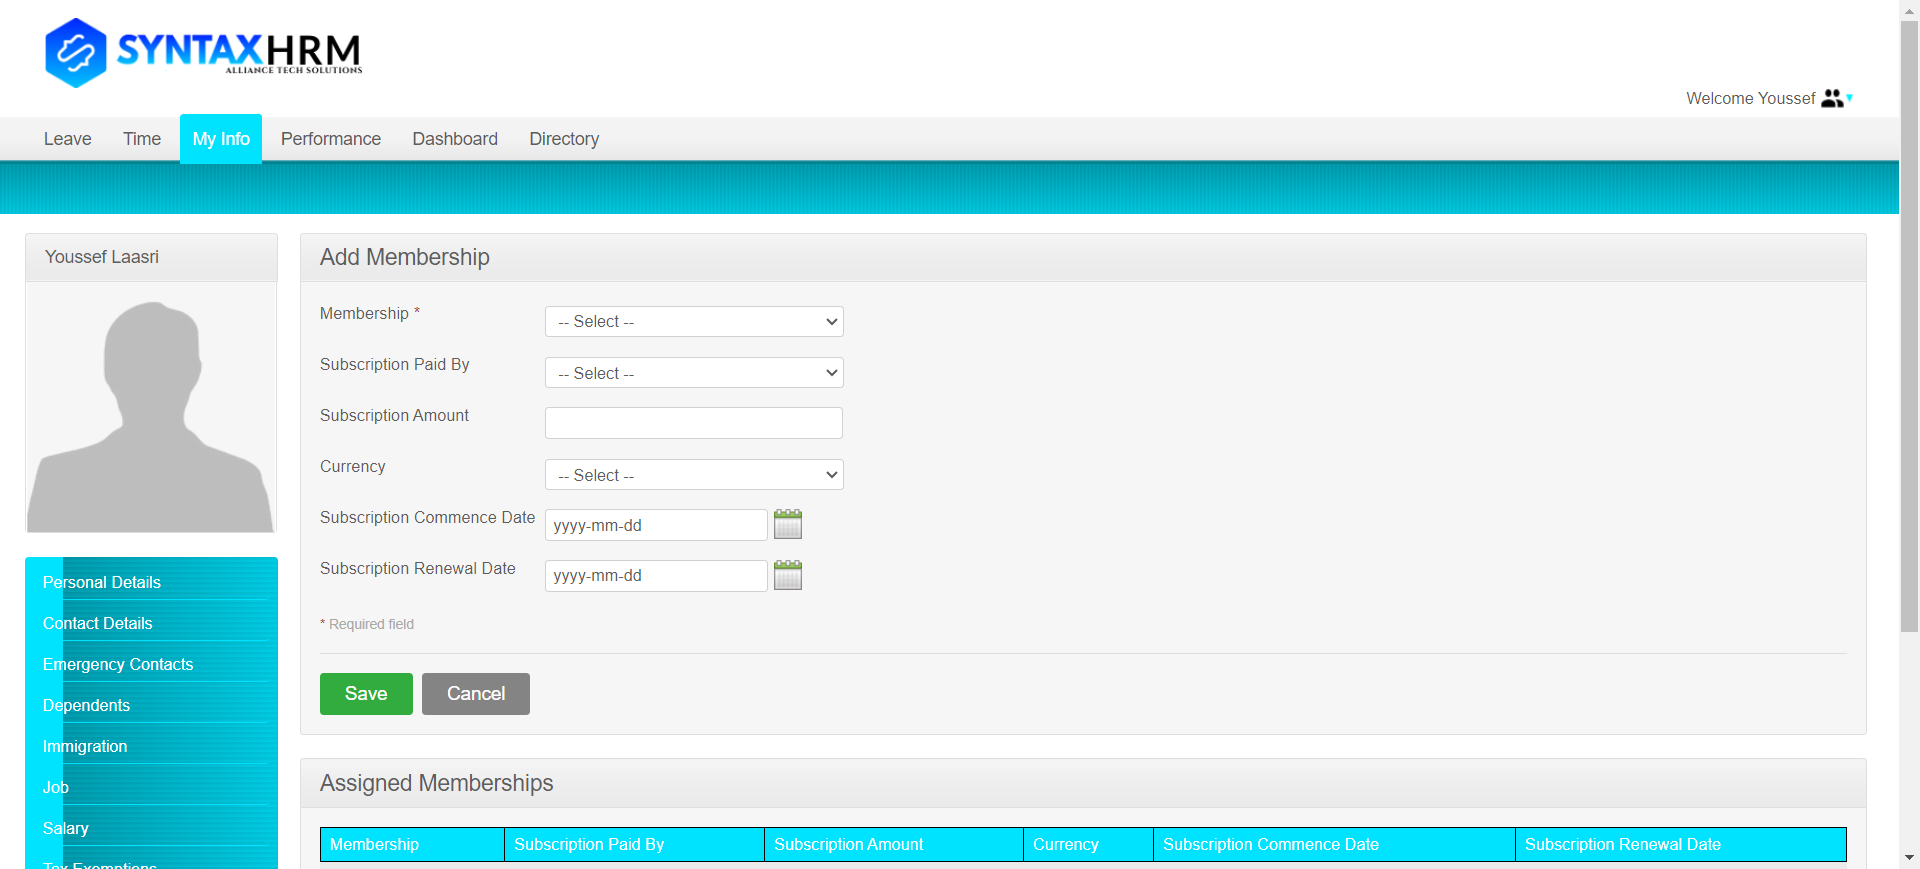 SYNTAXHRM
ALLIANCE TECH SOLUTIONS
Welcome Youssef
Leave Time My Info Performance Dashboard Directory
Youssef Laasri
Personal Details
Contact Details
Emergency Contacts
Dependents
Immigration
Job
Salary
Tax Exemptions
Add Membership
Membership *
-- Select --
Subscription Paid By
-- Select --
Subscription Amount
Currency
-- Select --
Subscription Commence Date
yyyy-mm-dd
Subscription Renewal Date
yyyy-mm-dd
* Required field
Save Cancel
Assigned Memberships
Membership Subscription Paid By Subscription Amount Currency Subscription Commence Date Subscription Renewal Date